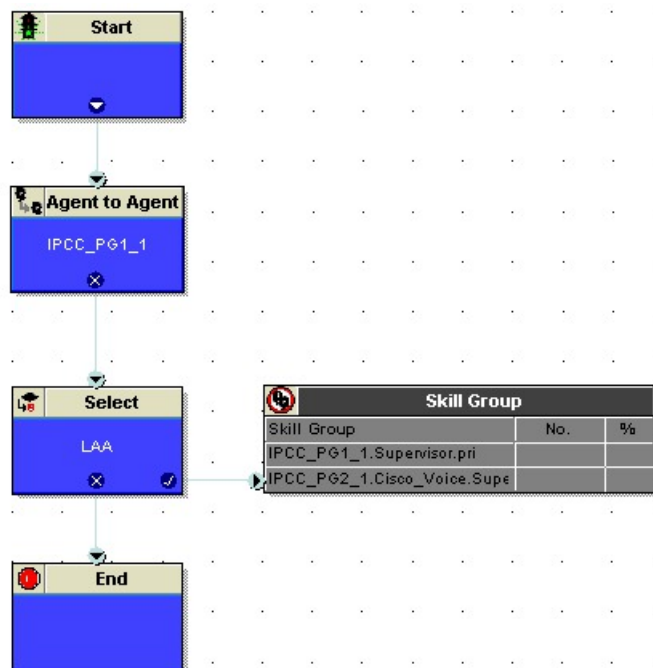 Start
Agent to Agent
IPCC_PG1_1
Select
LAA
Skill Group
Skill Group No. %
IPCC_PG1_1.Supervisor.pri
IPCC_PG2_1.Cisco_Voice.Supe
End